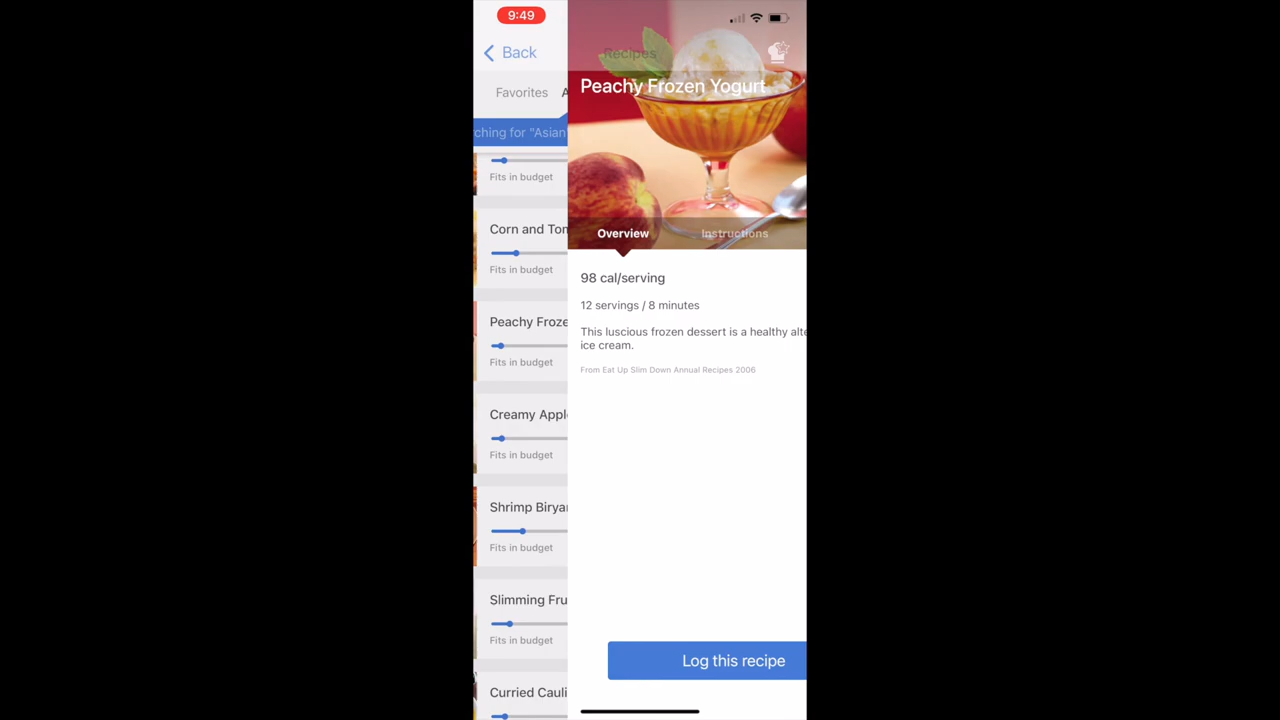 9:49
Back
Recipes
Favorites A
ching for "Asian"
Fits in budget
Corn and Tom
Fits in budget
Peachy Froze
Fits in budget
Creamy Apple
Fits in budget
Shrimp Birya
Fits in budget
Slimming Fru
Fits in budget
Curried Cauli
Peachy Frozen Yogurt
Overview
Instructions
98 cal/serving
12 servings / 8 minutes
This luscious frozen dessert is a healthy alte
ice cream.
From Eat Up Slim Down Annual Recipes 2006
Log this recipe